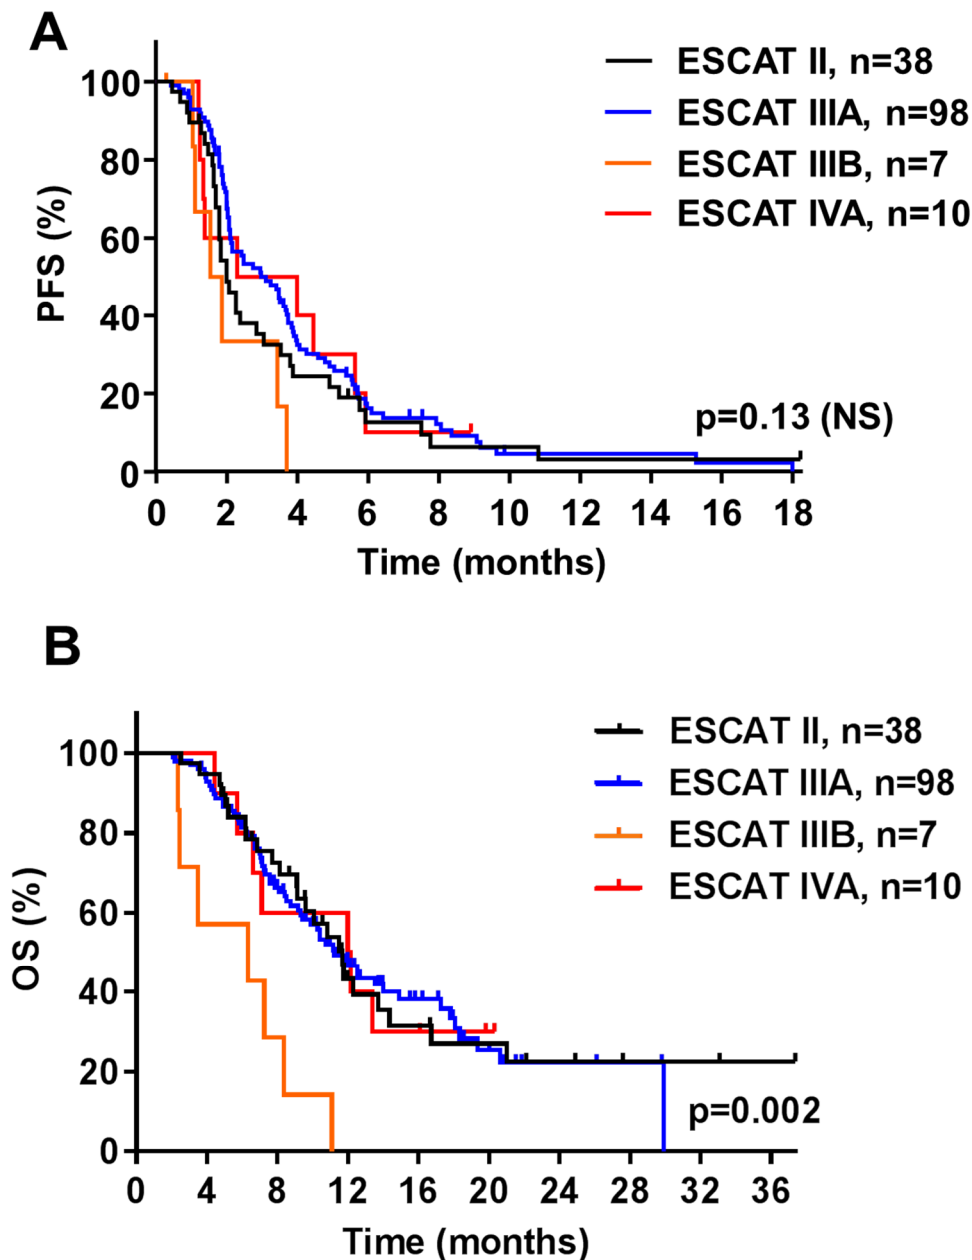 A
ESCAT II, n=38
ESCAT IIIA, n=98
ESCAT IIIB, n=7
ESCAT IVA, n=10
PFS (%)
100
80
60
40
20
0
p=0.13 (NS)
0 2 4 6 8 10 12 14 16 18
Time (months)
B
ESCAT II, n=38
ESCAT IIIA, n=98
ESCAT IIIB, n=7
ESCAT IVA, n=10
OS (%)
100
80
60
40
20
0
p=0.002
0 4 8 12 16 20 24 28 32 36
Time (months)